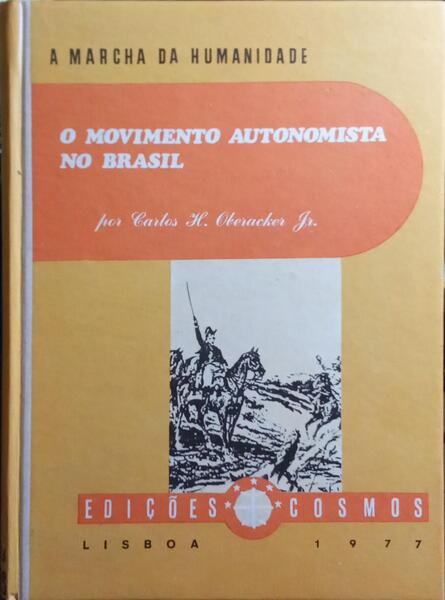 A MARCHA DA HUMANIDADE
O MOVIMENTO AUTONOMISTA
NO BRASIL
por Carlos H. Oberacker Jr.
EDIÇÕES COSMOS
LISBOA 1977